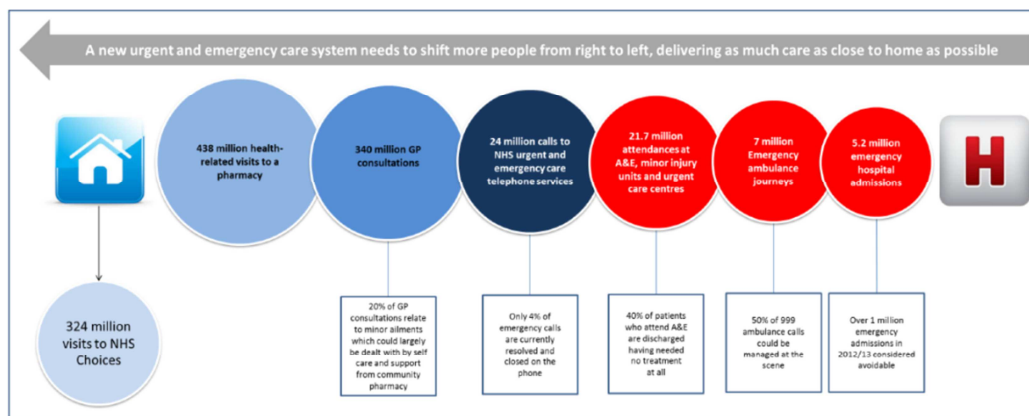 A new urgent and emergency care system needs to shift more people from right to left, delivering as much care as close to home as possible
438 million health-
related visits to a
pharmacy
340 million GP
consultations
24 million calls to
NHS urgent and
emergency care
telephone services
21.7 million
attendances at
A&E, minor injury
units and urgent
care centres
7 million
Emergency
ambulance
journeys
5.2 million
emergency
hospital
admissions
H
324 million
visits to NHS
Choices
20% of GP
consultations relate
to minor ailments
which could largely
be dealt with by self
care and support
from community
pharmacy
Only 4% of
emergency calls
are currently
resolved and
closed on the
phone
40% of patients
who attend A&E
are discharged
having needed
no treatment
at all
50% of 999
ambulance calls
could be
managed at the
scene
Over 1 million
emergency
admissions in
2012/13 considered
avoidable